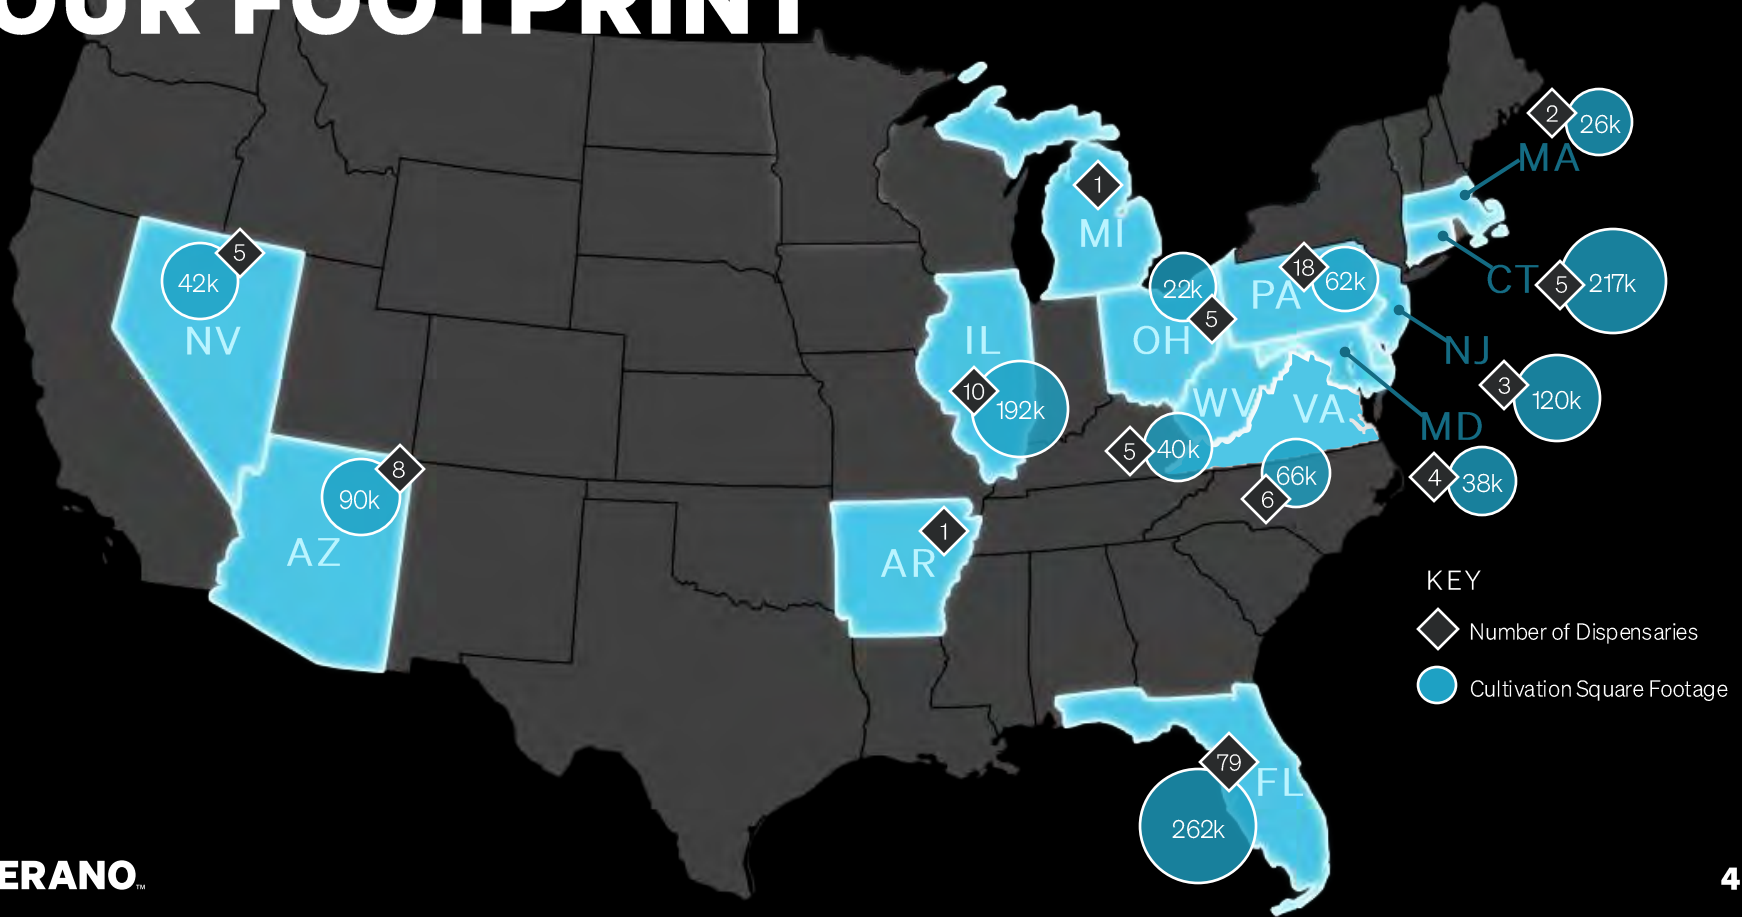 OUR FOOTPRINT
2
26k
MA
1
MI
5
42k
NV
18
62k
PA
22k
5
OH
CT
5
217k
IL
10
192k
NJ
3
120k
WV
VA
MD
5
40k
66k
6
4
38k
8
90k
AZ
1
AR
KEY
Number of Dispensaries
Cultivation Square Footage
79
FL
262k
ERANO™
4